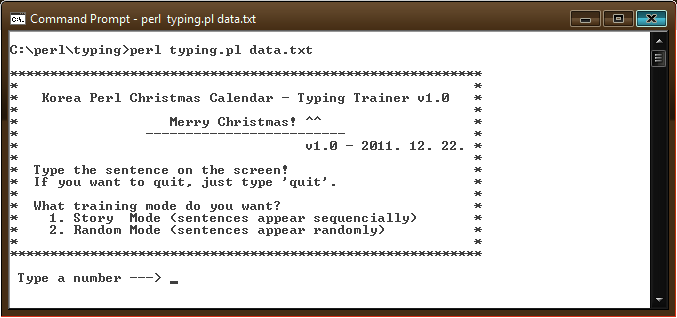 Command Prompt - perl  typing.pl data.txt
C:\perl\typing>perl typing.pl data.txt
***********************************************************
*                                                         *
*   Korea Perl Christmas Calendar - Typing Trainer v1.0   *
*                                                         *
*                   Merry Christmas! ^^                   *
*                -------------------------                *
*                                    v1.0 - 2011. 12. 22. *
*                                                         *
*  Type the sentence on the screen!                       *
*  If you want to quit, just type 'quit'.                 *
*                                                         *
*  What training mode do you want?                        *
*    1. Story  Mode (sentences appear sequencially)       *
*    2. Random Mode (sentences appear randomly)           *
*                                                         *
***********************************************************
Type a number ---> _